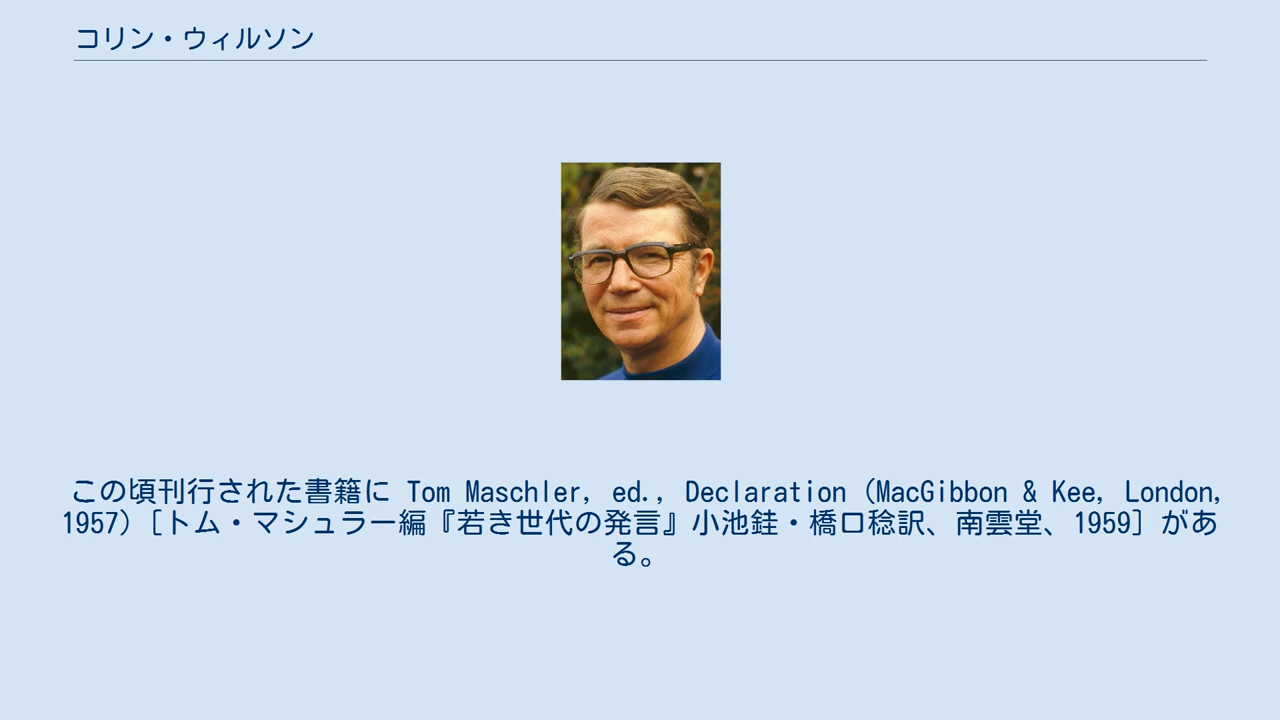 コリン・ウィルソン
この頃刊行された書籍に Tom Maschler, ed., Declaration (MacGibbon & Kee, London,
1957) [トム・マシュラー編『若き世代の発言』小池銈・橋口稔訳、南雲堂、1959] があ
る。